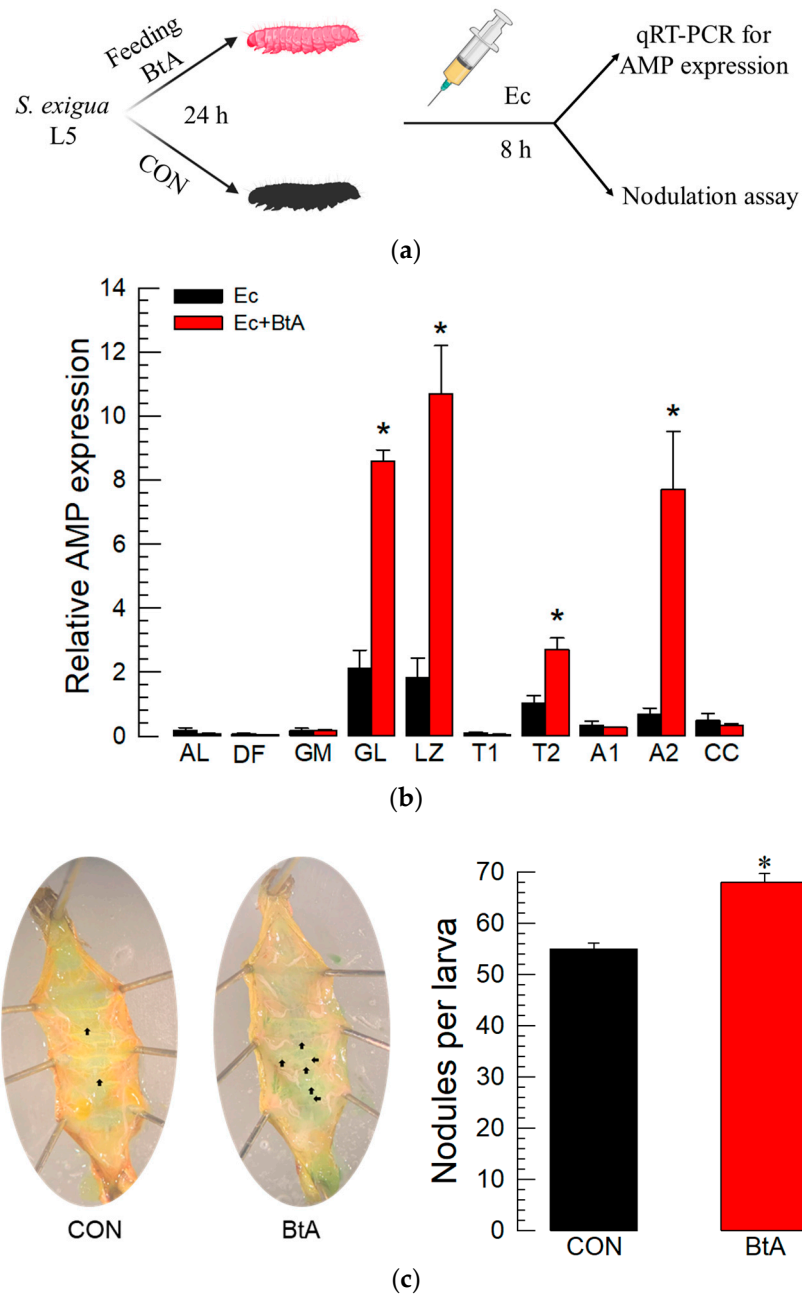 Feeding
BtA
S. exigua
L5
24 h
CON
Ec
8 h
qRT-PCR for
AMP expression
Nodulation assay
(a)
Relative AMP expression
14
12
10
8
6
4
2
0
Ec
Ec+BtA
*
*
*
*
AL DF GM GL LZ T1 T2 A1 A2 CC
(b)
CON
BtA
Nodules per larva
70
60
50
40
30
20
10
0
*
CON
BtA
(c)